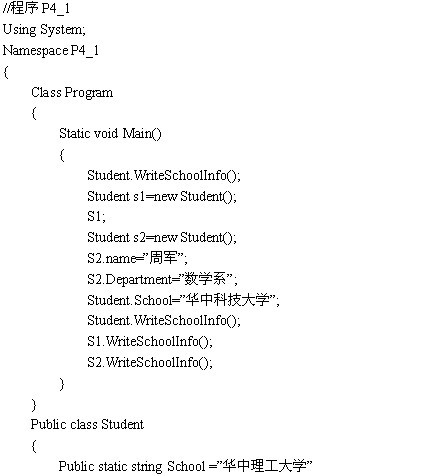 //程序 P4_1
Using System;
Namespace P4_1
{
Class Program
{
Static void Main()
{
Student.WriteSchoolInfo();
Student s1=new Student();
S1;
Student s2=new Student();
S2.name=”周军”;
S2.Department=”数学系”;
Student.School=”华中科技大学”;
Student.WriteSchoolInfo();
S1.WriteSchoolInfo();
S2.WriteSchoolInfo();
}
}
Public class Student
{
Public static string School =”华中理工大学”